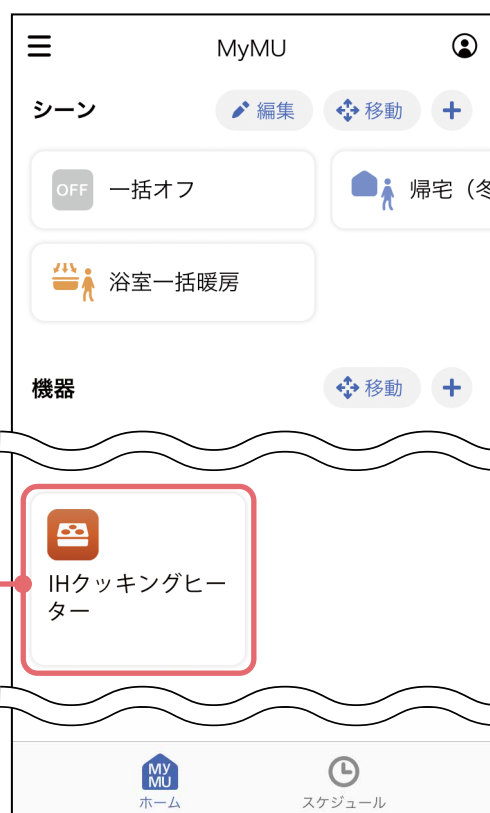 MyMU
シーン
編集
移動
OFF
一括オフ
帰宅（冬
浴室一括暖房
機器
移動
IHクッキングヒー
ター
MY
MU
ホーム
スケジュール